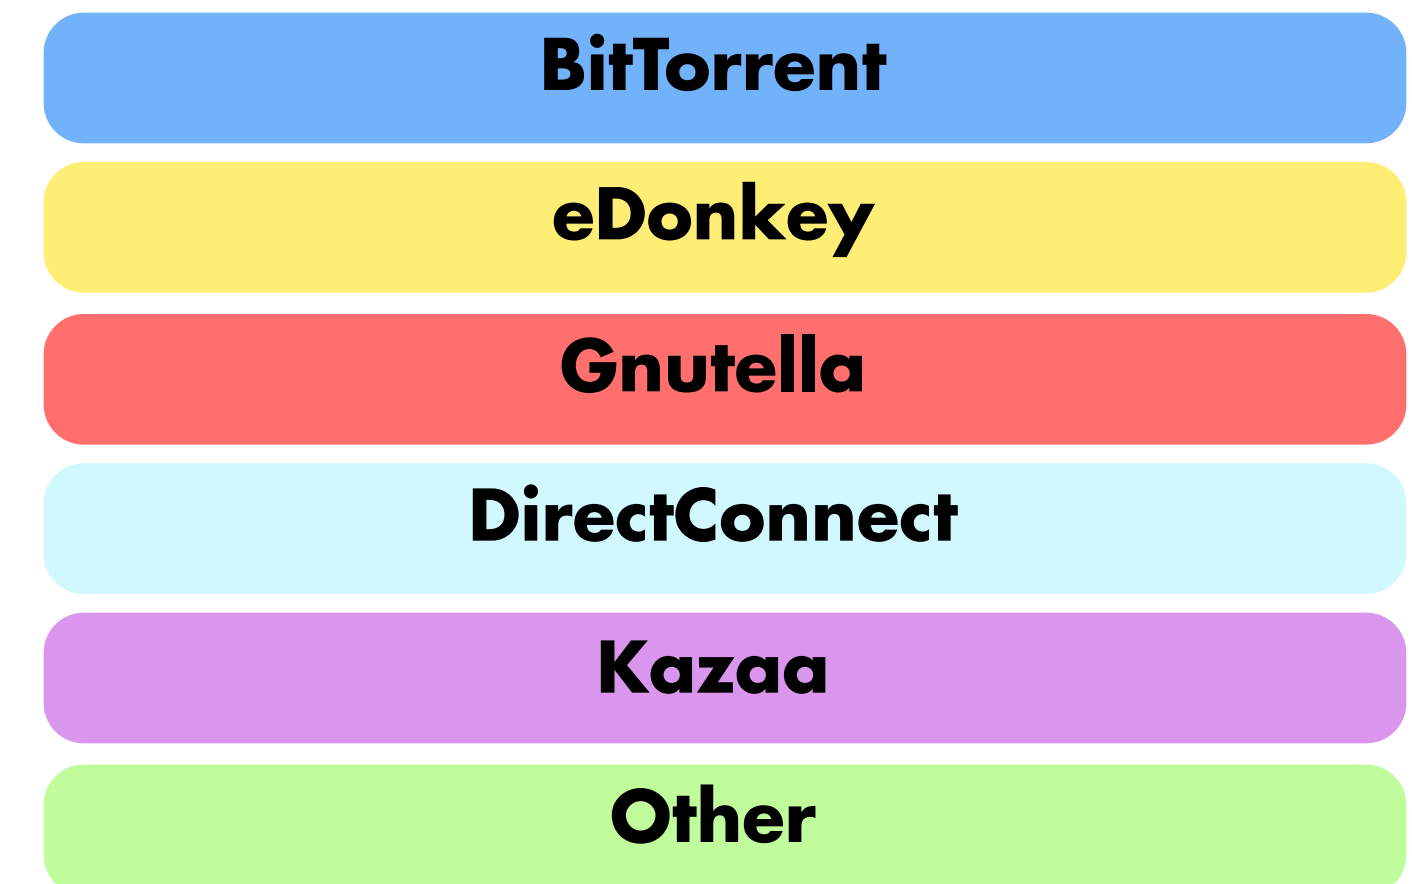 BitTorrent
eDonkey
Gnutella
DirectConnect
Kazaa
Other